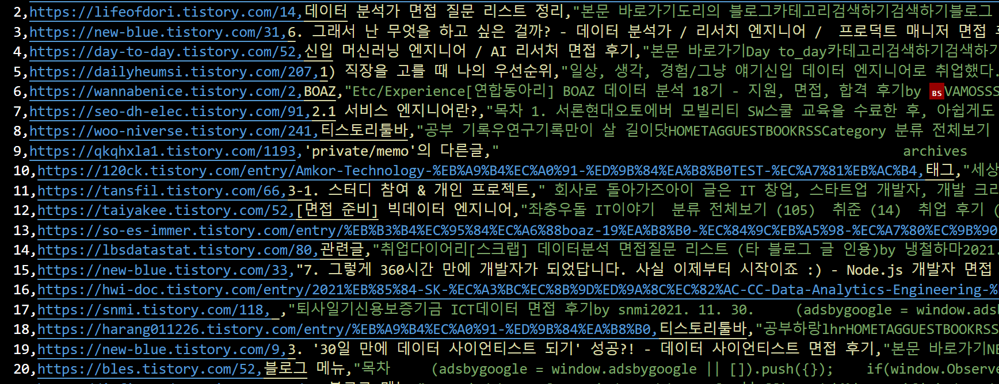 2,https://lifeofdori.tistory.com/14,데이터 분석가 면접 질문 리스트 정리,"본문 바로가기도리의 블로그카테고리검색하기검색하기블로그
3,https://new-blue.tistory.com/31,6. 그래서 난 무엇을 하고 싶은 걸까? - 데이터 분석가 / 리서치 엔지니어 /  프로덕트 매니저 면접
4,https://day-to-day.tistory.com/52,신입 머신러닝 엔지니어 / AI 리서처 면접 후기,"본문 바로가기Day to_day카테고리검색하기검색하기
5,https://dailyheumsi.tistory.com/207,1) 직장을 고를 때 나의 우선순위,"일상, 생각, 경험/그냥 얘기신입 데이터 엔지니어로 취업했다.
6,https://wannabenice.tistory.com/2,BOAZ,"Etc/Experience[연합동아리] BOAZ 데이터 분석 18기 - 지원, 면접, 합격 후기by BS VAMOSSS
7,https://seo-dh-elec.tistory.com/91,2.1 서비스 엔지니어란?,"목차 1. 서론현대오토에버 모빌리티 SW스쿨 교육을 수료한 후, 아쉽게도
8,https://woo-niverse.tistory.com/241,티스토리툴바,"공부 기록우연구기록만이 살 길이닷HOMETAGGUESTBOOKRSSCategory 분류 전체보기
9,https://qkqhxla1.tistory.com/1193,'private/memo'의 다른글," archives
10,https://120ck.tistory.com/entry/Amkor-Technology-%EB%A9%B4%EC%A0%91-%ED%9B%84%EA%B8%B0TEST-%EC%A7%81%EB%AC%B4,태그,"세상
11,https://tansfil.tistory.com/66,3-1. 스터디 참여 & 개인 프로젝트," 회사로 돌아가즈아이 글은 IT 창업, 스타트업 개발자, 개발 크리
12,https://taiyakee.tistory.com/52,[면접 준비] 빅데이터 엔지니어,"좌충우돌 IT이야기  분류 전체보기 (105)  취준 (14)  취업 후기 (
13,https://so-es-immer.tistory.com/entry/%EB%B3%B4%EC%95%84%EC%A6%88boaz-19%EA%B8%B0-%EC%84%9C%EB%A5%98-%EC%A7%80%EC%9B%90
14,https://lbsdatastat.tistory.com/80,관련글,"취업다이어리[스크랩] 데이터분석 면접질문 리스트 (타 블로그 글 인용)by 냉철하마2021.
15,https://new-blue.tistory.com/33,"7. 그렇게 360시간 만에 개발자가 되었답니다. 사실 이제부터 시작이죠 :) - Node.js 개발자 면접
16,https://hwi-doc.tistory.com/entry/2021%EB%85%84-SK-%EC%A3%BC%EC%8B%9D%ED%9A%8C%EC%82%AC-CC-Data-Analytics-Engineering-%
17,https://snmi.tistory.com/118,_,"퇴사일기신용보증기금 ICT데이터 면접 후기by snmi2021. 11. 30.     (adsbygoogle = window.ads
18,https://harang011226.tistory.com/entry/%EB%A9%B4%EC%A0%91-%ED%9B%84%EA%B8%B0,티스토리툴바,"공부하랑lhrHOMETAGGUESTBOOKRSS
19,https://new-blue.tistory.com/9,3. '30일 만에 데이터 사이언티스트 되기' 성공?! - 데이터 사이언티스트 면접 후기,"본문 바로가기NE
20,https://bles.tistory.com/52,블로그 메뉴,"목차     (adsbygoogle = window.adsbygoogle || []).push({});    if(window.Observe